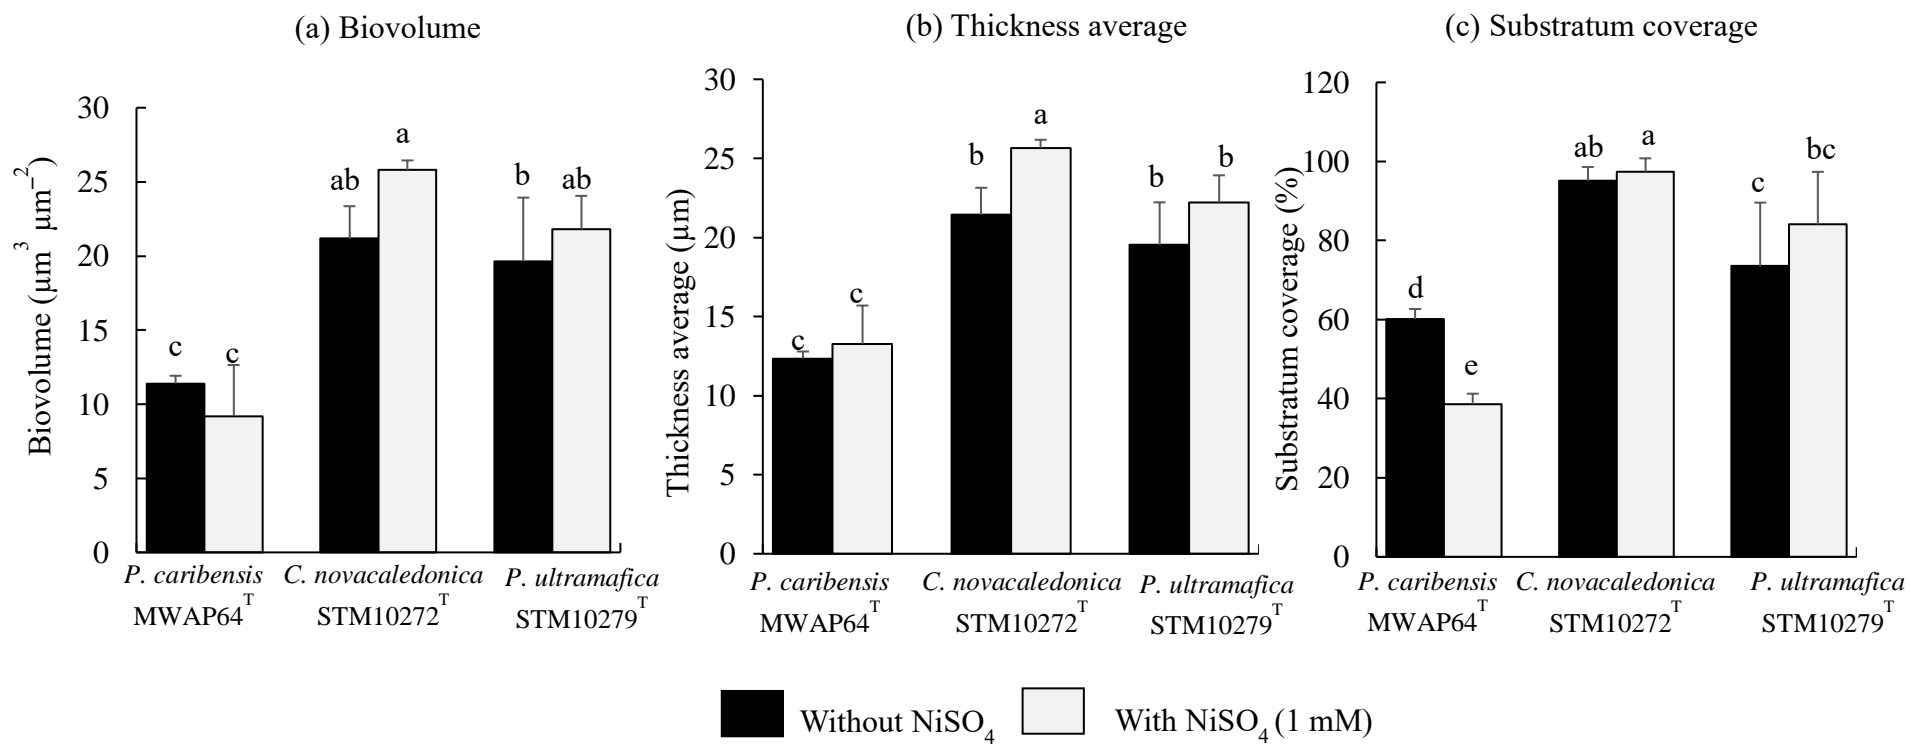 (a) Biovolume
(b) Thickness average
(c) Substratum coverage
Biovolume (µm³ µm⁻²)
30
25
20
15
10
5
0
c
c
ab
a
b
ab
P. caribensis
MWAP64ᵀ
C. novacaledonica
STM10272ᵀ
P. ultramafica
STM10279ᵀ
Thickness average (µm)
30
25
20
15
10
5
0
c
c
b
a
b
b
P. caribensis
MWAP64ᵀ
C. novacaledonica
STM10272ᵀ
P. ultramafica
STM10279ᵀ
Substratum coverage (%)
120
100
80
60
40
20
0
d
e
ab
a
c
bc
P. caribensis
MWAP64ᵀ
C. novacaledonica
STM10272ᵀ
P. ultramafica
STM10279ᵀ
Without NiSO₄
With NiSO₄ (1 mM)